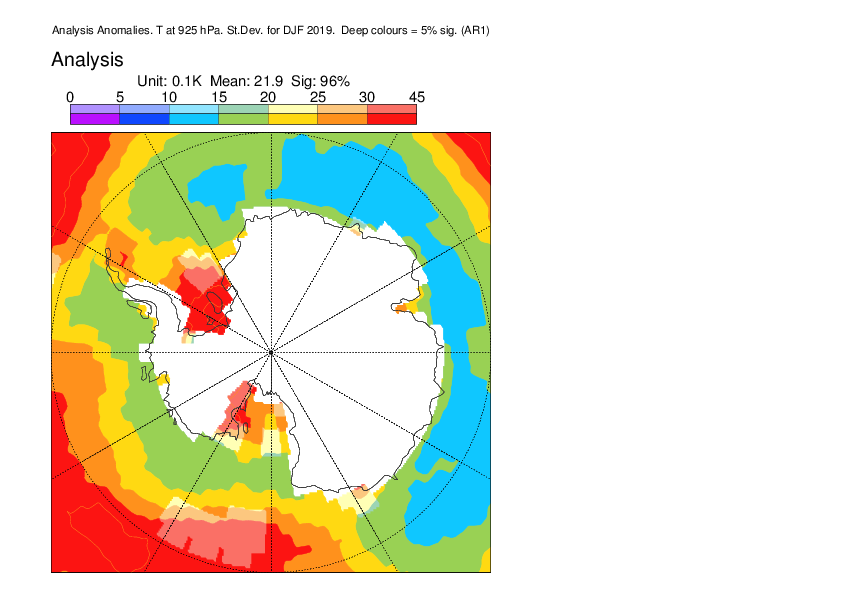 Analysis Anomalies. T at 925 hPa. St.Dev. for DJF 2019.  Deep colours = 5% sig. (AR1)
Analysis
Unit: 0.1K  Mean: 21.9  Sig: 96%
0 5 10 15 20 25 30 45